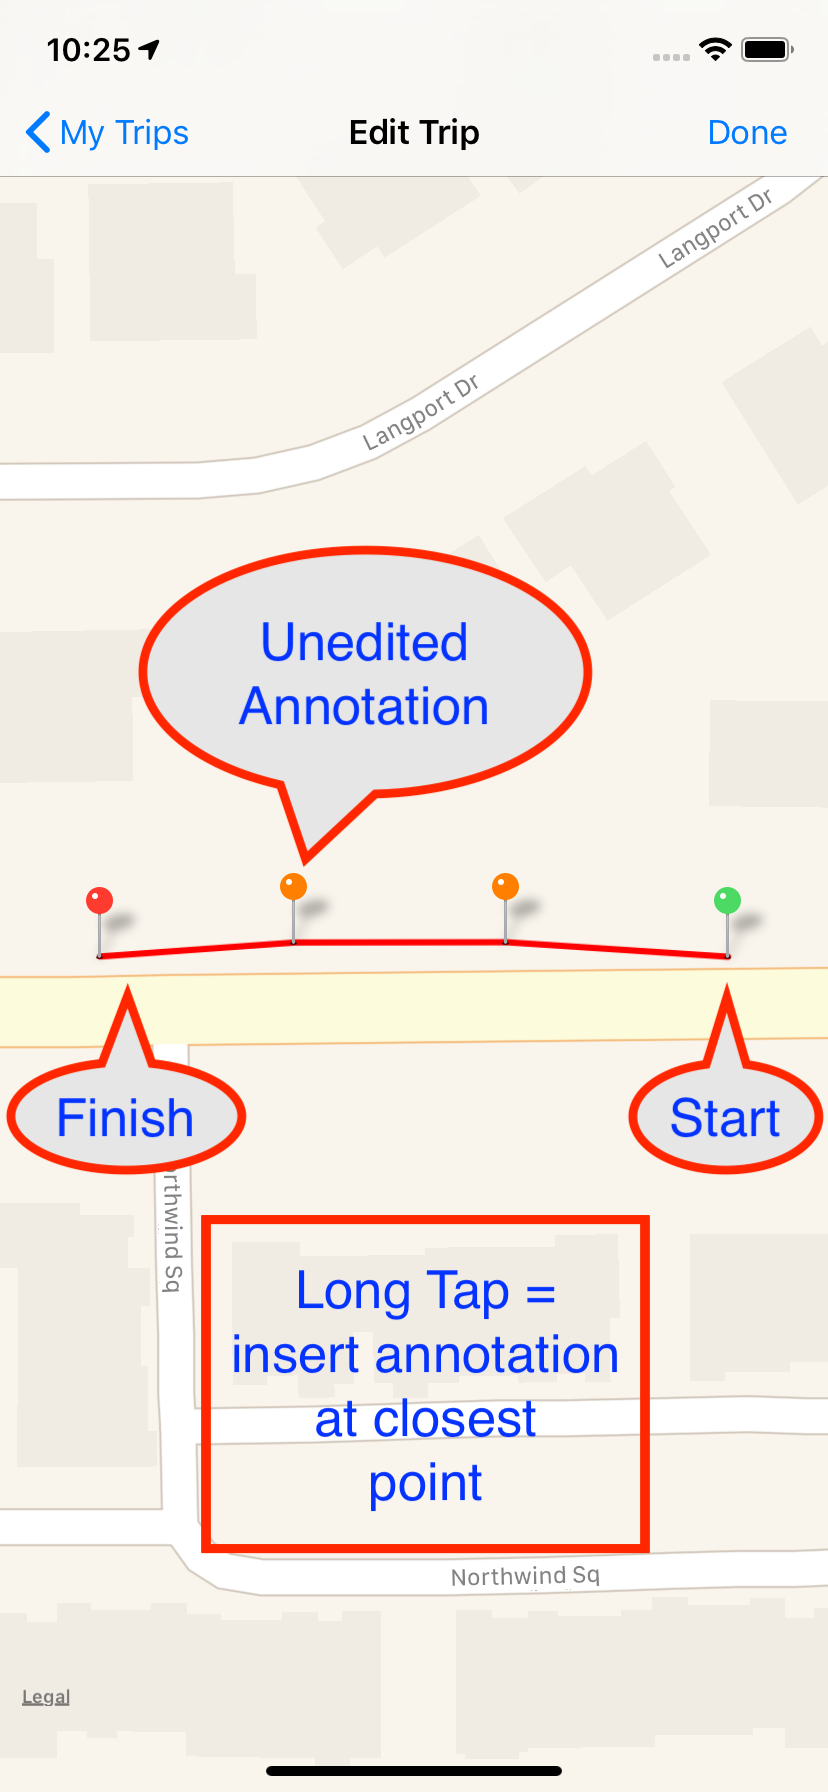 10:25
My Trips
Edit Trip
Done
Langport Dr
Langport Dr
Unedited
Annotation
Finish
Start
Sq
Long Tap =
insert annotation
at closest
point
Northwind Sq
Legal